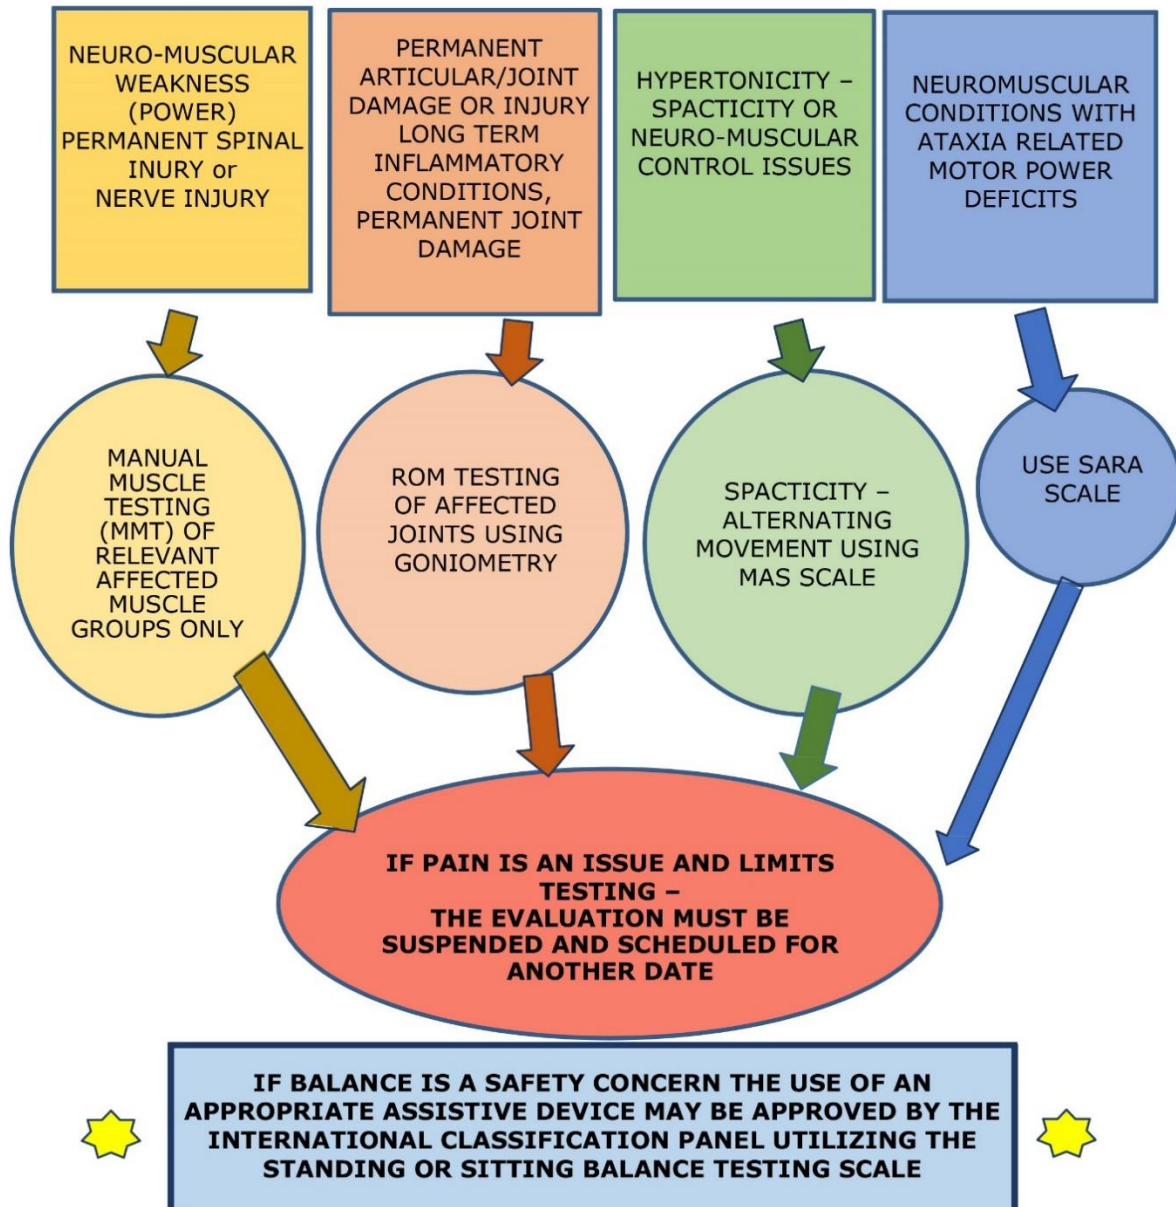 NEURO-MUSCULAR
WEAKNESS
(POWER)
PERMANENT SPINAL
INURY or
NERVE INJURY
PERMANENT
ARTICULAR/JOINT
DAMAGE OR INJURY
LONG TERM
INFLAMMATORY
CONDITIONS,
PERMANENT JOINT
DAMAGE
HYPERTONICITY –
SPACTICITY OR
NEURO-MUSCULAR
CONTROL ISSUES
NEUROMUSCULAR
CONDITIONS WITH
ATAXIA RELATED
MOTOR POWER
DEFICITS
MANUAL
MUSCLE
TESTING
(MMT) OF
RELEVANT
AFFECTED
MUSCLE
GROUPS ONLY
ROM TESTING
OF AFFECTED
JOINTS USING
GONIOMETRY
SPACTICITY –
ALTERNATING
MOVEMENT USING
MAS SCALE
USE SARA
SCALE
IF PAIN IS AN ISSUE AND LIMITS
TESTING –
THE EVALUATION MUST BE
SUSPENDED AND SCHEDULED FOR
ANOTHER DATE
IF BALANCE IS A SAFETY CONCERN THE USE OF AN
APPROPRIATE ASSISTIVE DEVICE MAY BE APPROVED BY THE
INTERNATIONAL CLASSIFICATION PANEL UTILIZING THE
STANDING OR SITTING BALANCE TESTING SCALE